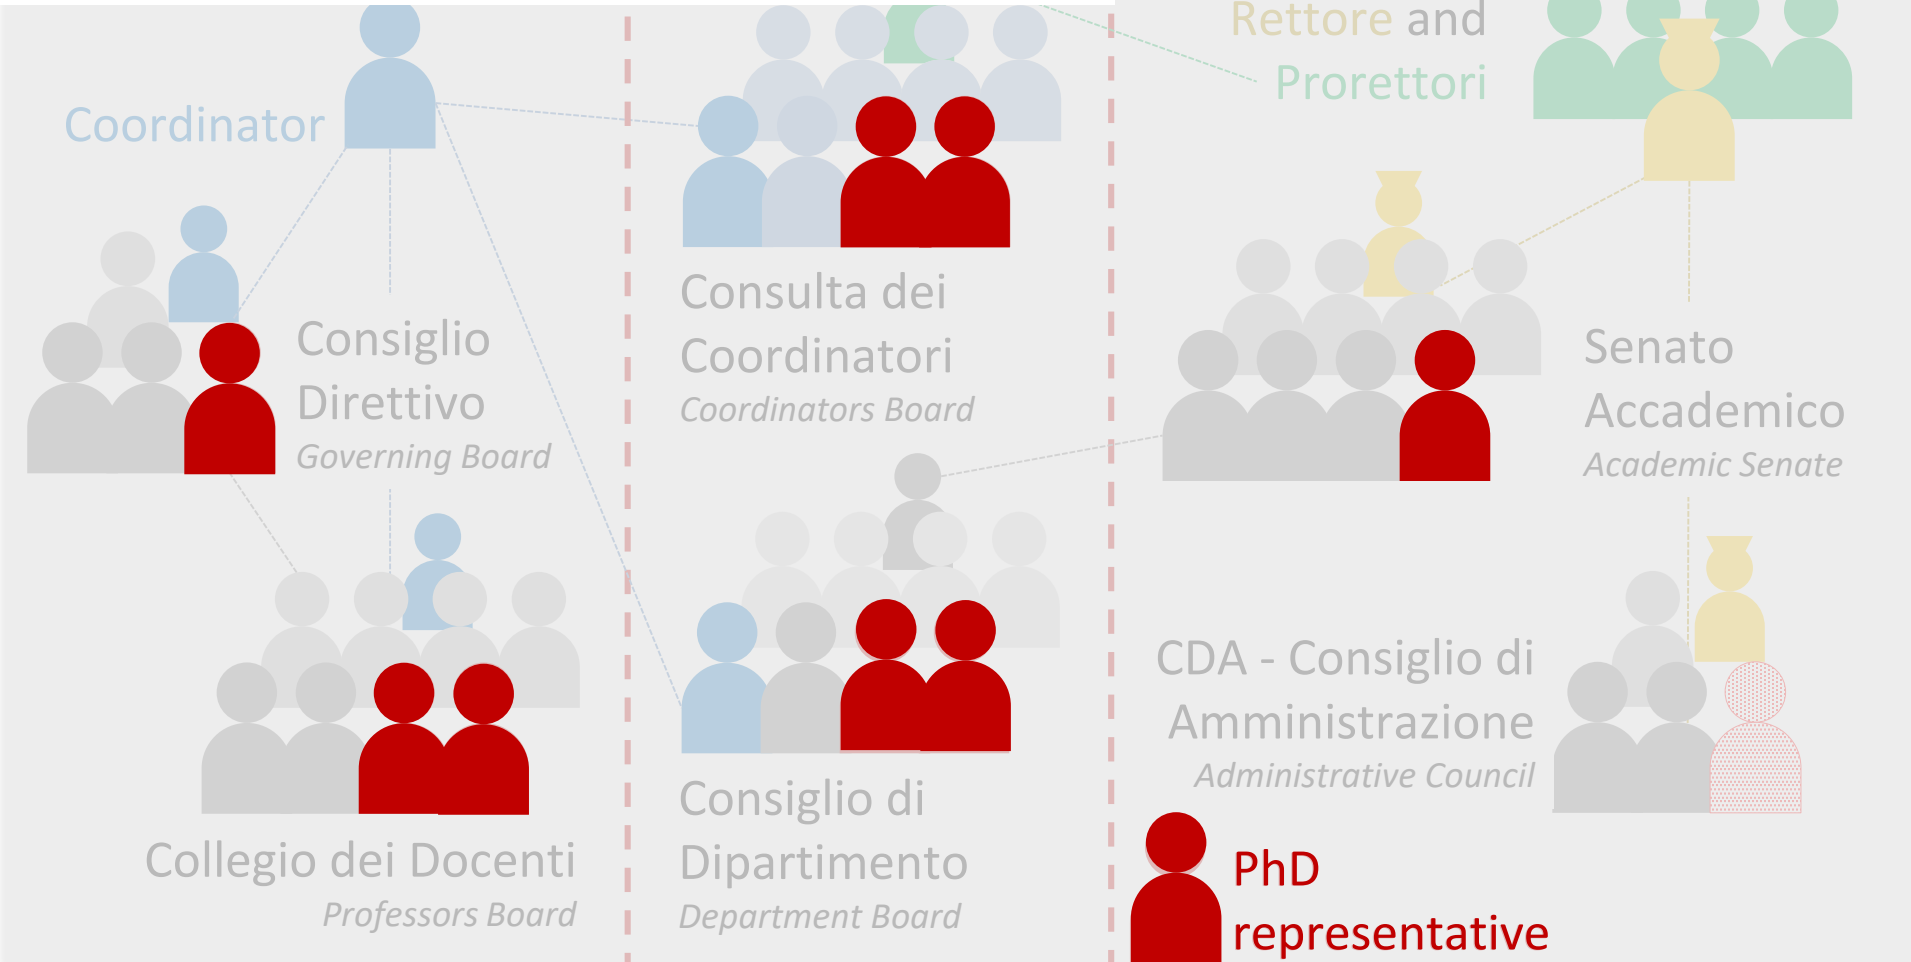 Coordinator
Consiglio
Direttivo
Governing Board
Collegio dei Docenti
Professors Board
Consulta dei
Coordinatori
Coordinators Board
Consiglio di
Dipartimento
Department Board
Rettore and
Prorettori
Senato
Accademico
Academic Senate
CDA - Consiglio di
Amministrazione
Administrative Council
PhD
representative